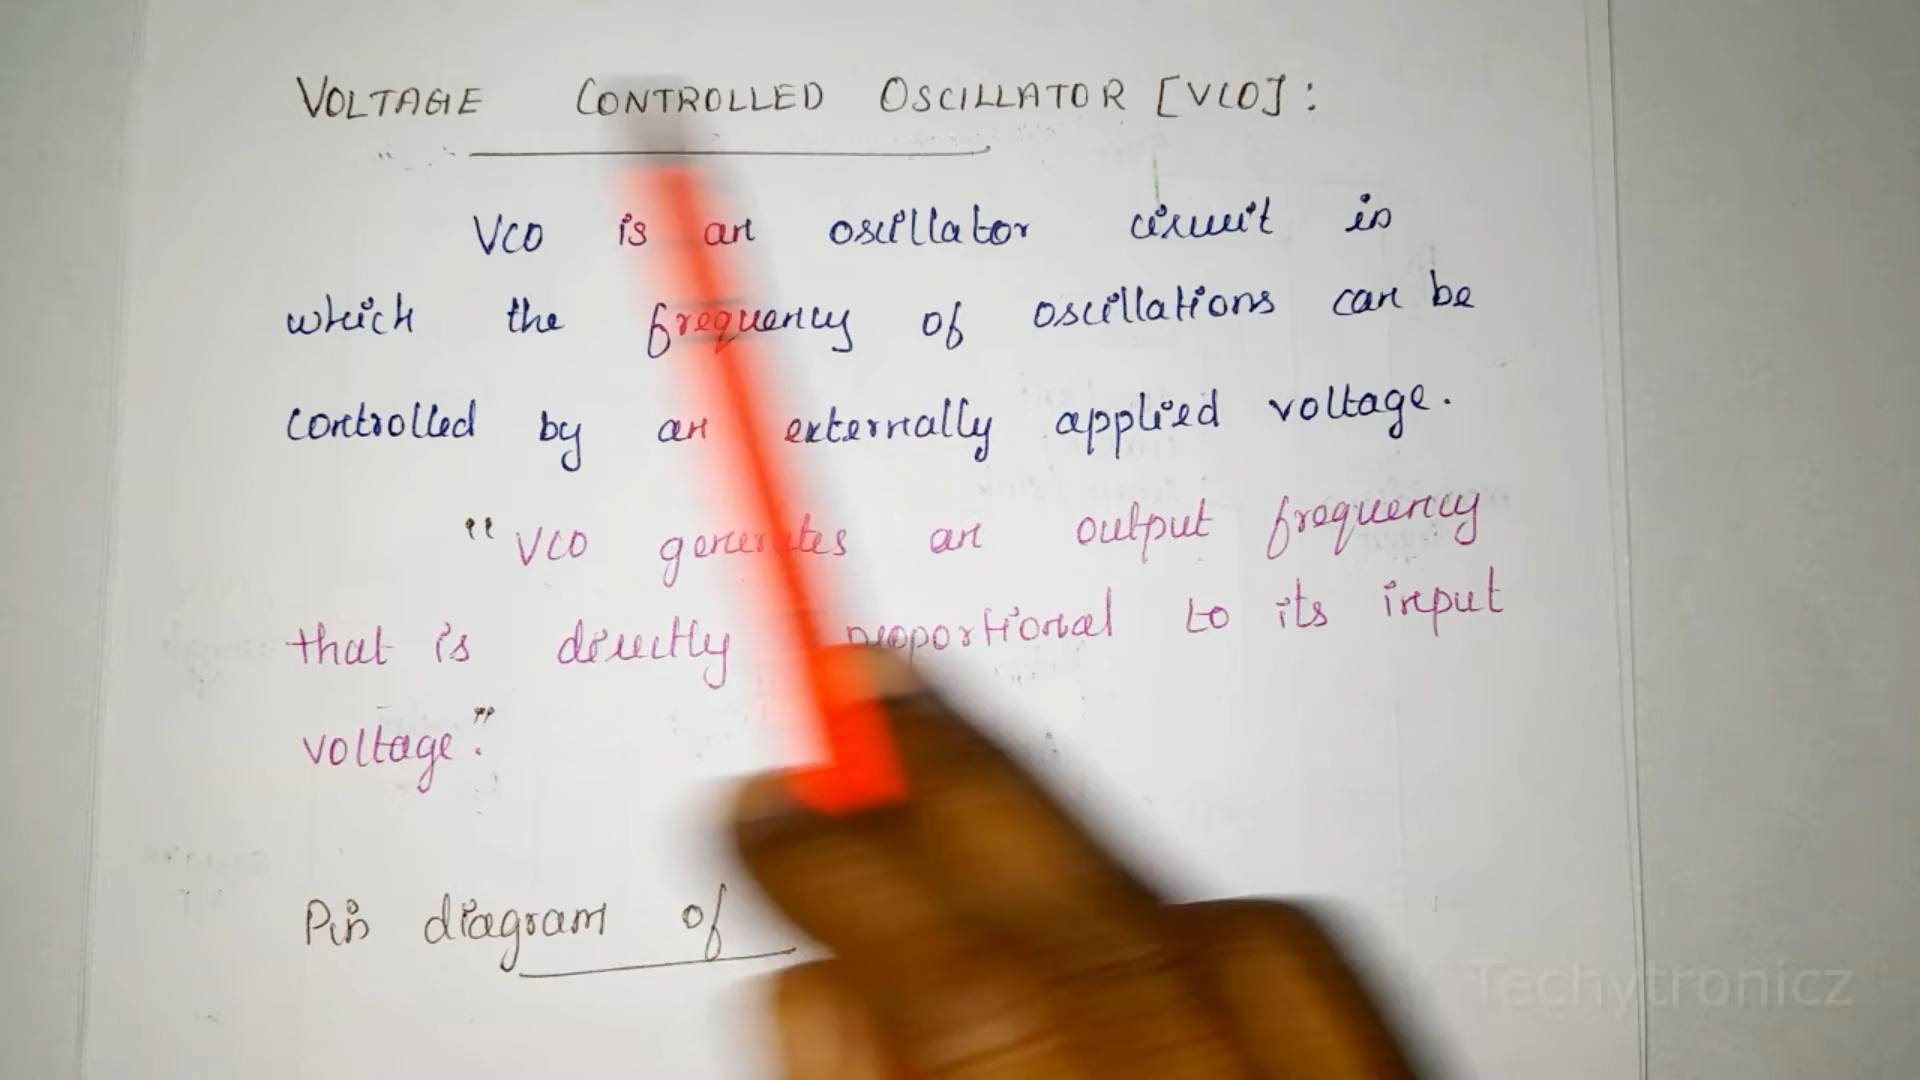 VOLTAGE CONTROLLED OSCILLATOR [VCO]:
VCO is an oscillator circuit in
which the frequency of oscillations can be
controlled by an externally applied voltage.
"VCO generates an output frequency
that is directly proportional to its input
voltage."
Pin diagram of
Techytronicz